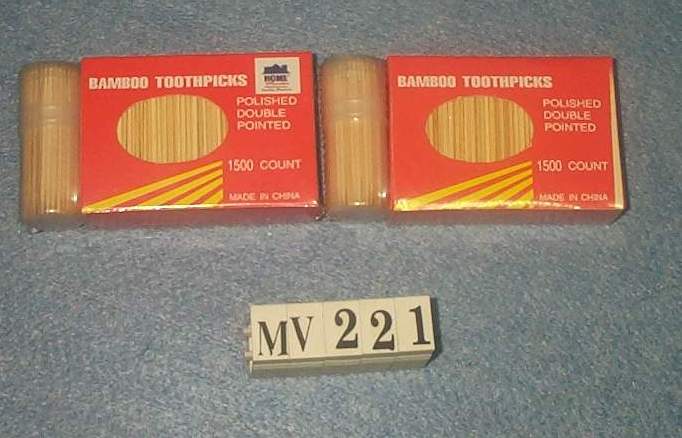 BAMBOO TOOTHPICKS
HOME
POLISHED
DOUBLE
POINTED
1500 COUNT
MADE IN CHINA
BAMBOO TOOTHPICKS
POLISHED
DOUBLE
POINTED
1500 COUNT
MADE IN CHINA
MV 221